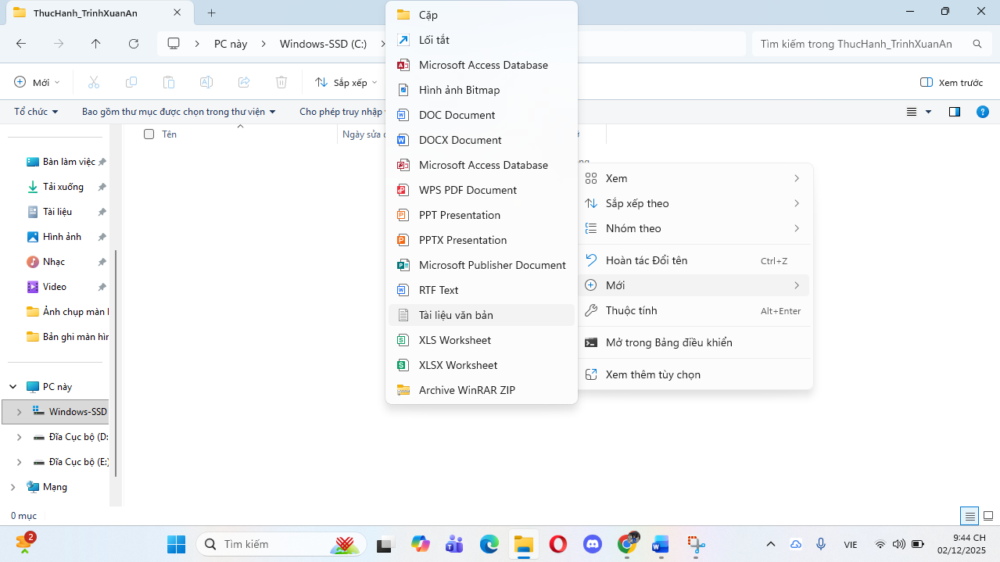 ThucHanh_TrinhXuanAn
PC này
Windows-SSD (C:)
Tìm kiếm trong ThucHanh_TrinhXuanAn
Mới
Sắp xếp
Xem trước
Tổ chức
Bao gồm thư mục được chọn trong thư viện
Cho phép truy nhập
Tên
Ngày sửa
Bàn làm việc
Tải xuống
Tài liệu
Hình ảnh
Nhạc
Video
Ảnh chụp màn
Bản ghi màn hìn
PC này
Windows-SSD
Đĩa Cục bộ (D:
Đĩa Cục bộ (E:)
Mạng
Cặp
Lối tắt
Microsoft Access Database
Hình ảnh Bitmap
DOC Document
DOCX Document
Microsoft Access Database
WPS PDF Document
PPT Presentation
PPTX Presentation
Microsoft Publisher Document
RTF Text
Tài liệu văn bản
XLS Worksheet
XLSX Worksheet
Archive WinRAR ZIP
Xem
Sắp xếp theo
Nhóm theo
Hoàn tác Đổi tên Ctrl+Z
Mới
Thuộc tính Alt+Enter
Mở trong Bảng điều khiển
Xem thêm tùy chọn
0 mục
2
Tìm kiếm
VIE
9:44 CH
02/12/2025